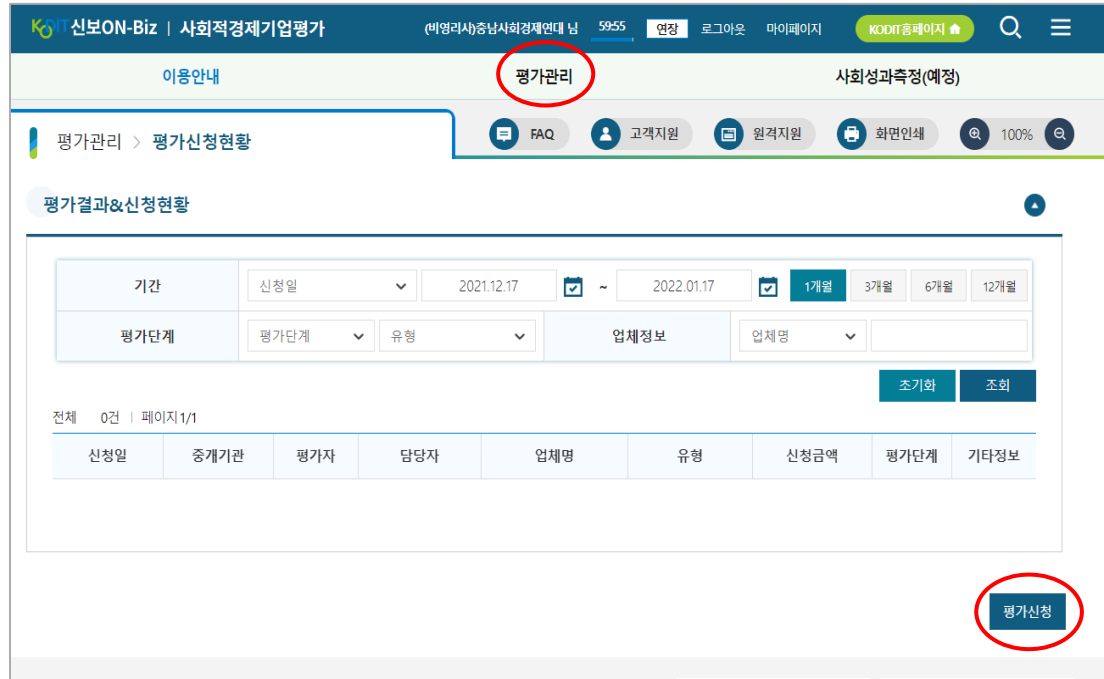 KODIT 신보ON-Biz | 사회적경제기업평가 (비영리사)충남사회경제연대 님 59:55 연장 로그아웃 마이페이지 KODIT홈페이지
이용안내 평가관리 사회성과측정(예정)
평가관리 > 평가신청현황 FAQ 고객지원 원격지원 화면인쇄 100%
평가결과&신청현황
기간 신청일 2021.12.17 ~ 2022.01.17 1개월 3개월 6개월 12개월
평가단계 평가단계 유형 업체정보 업체명
초기화 조회
전체 0건 | 페이지 1/1
신청일 중개기관 평가자 담당자 업체명 유형 신청금액 평가단계 기타정보
평가신청